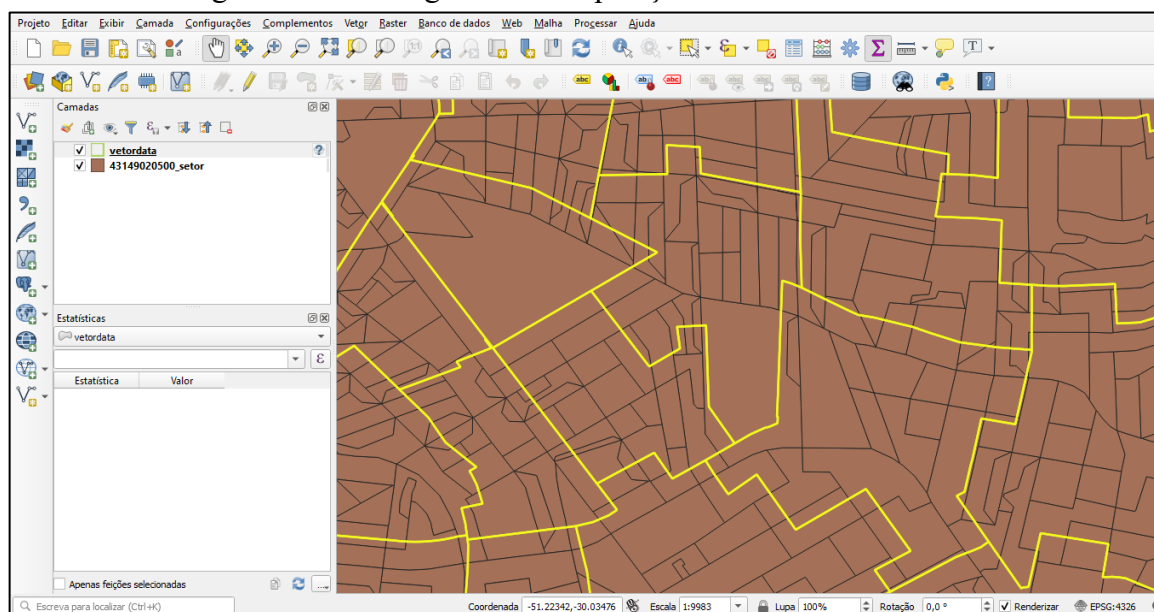 Projeto Editar Exibir Camada Configurações Complementos Vetor Raster Banco de dados Web Malha Processar Ajuda
Camadas
vetordata
43149020500_setor
Estatísticas
vetordata
Estatística Valor
Apenas feições selecionadas
Escreva para localizar (Ctrl+K) Coordenada -51.22342,-30.03476 Escala 1:9983 Lupa 100% Rotação 0,0 ° Renderizar EPSG:4326